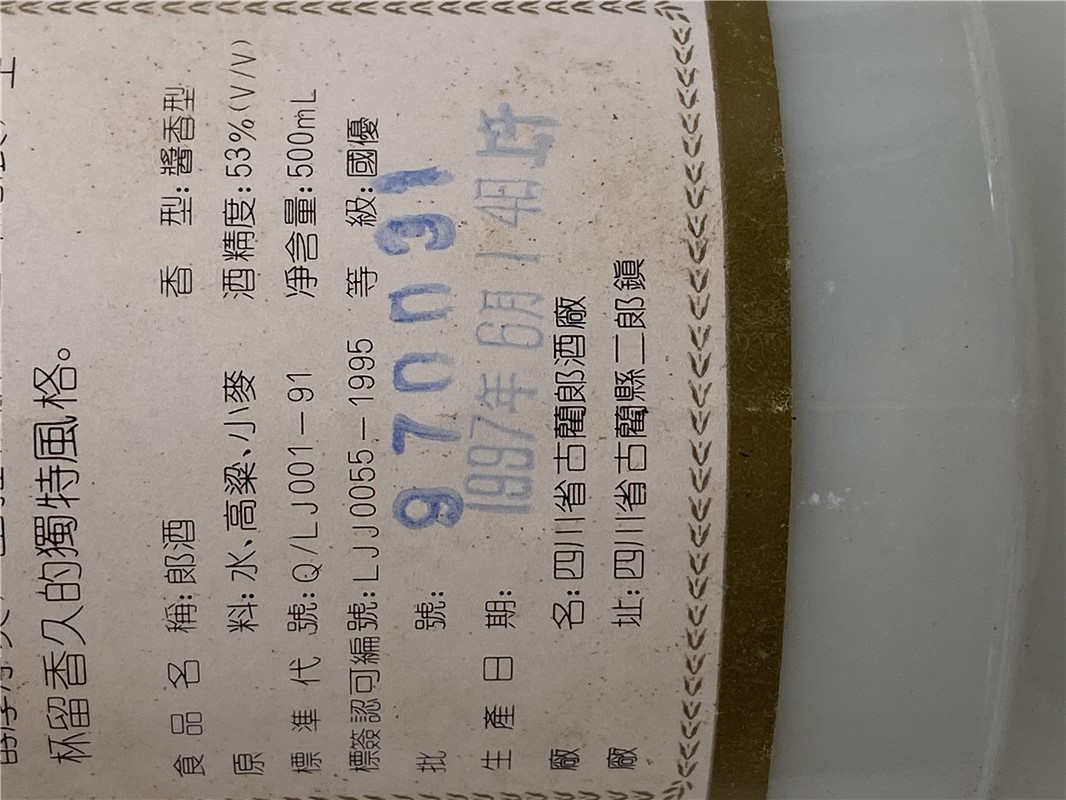 杯留香久的獨特風格。
食品名稱:郎酒 香型:醬香型
原料:水、高粱、小麥 酒精度:53%(V/V)
標準代號:Q/LJ001-91 净含量:500mL
標簽認可編號:LJJ0055-1995 等級:國優
批號:970031
生產日期:1997年6月14日
廠名:四川省古藺郎酒廠
廠址:四川省古藺縣二郎鎮